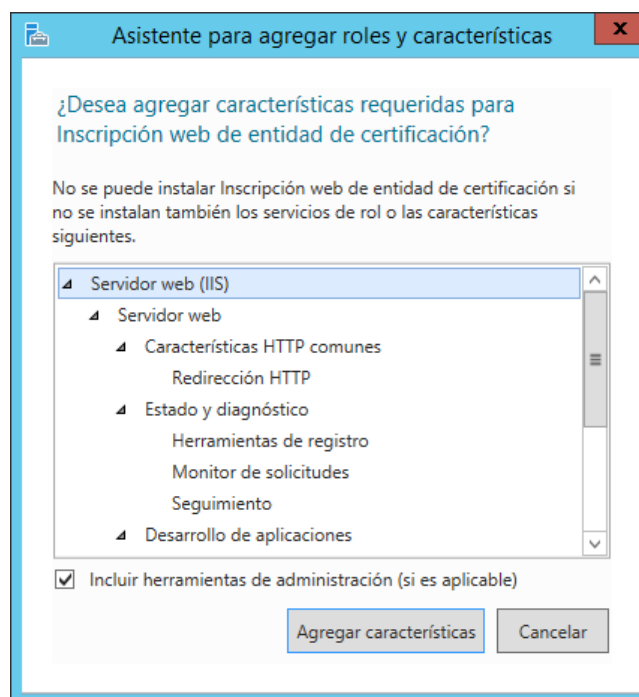 Asistente para agregar roles y características
x
¿Desea agregar características requeridas para
Inscripción web de entidad de certificación?
No se puede instalar Inscripción web de entidad de certificación si
no se instalan también los servicios de rol o las características
siguientes.
Servidor web (IIS)
Servidor web
Características HTTP comunes
Redirección HTTP
Estado y diagnóstico
Herramientas de registro
Monitor de solicitudes
Seguimiento
Desarrollo de aplicaciones
Incluir herramientas de administración (si es aplicable)
Agregar características Cancelar